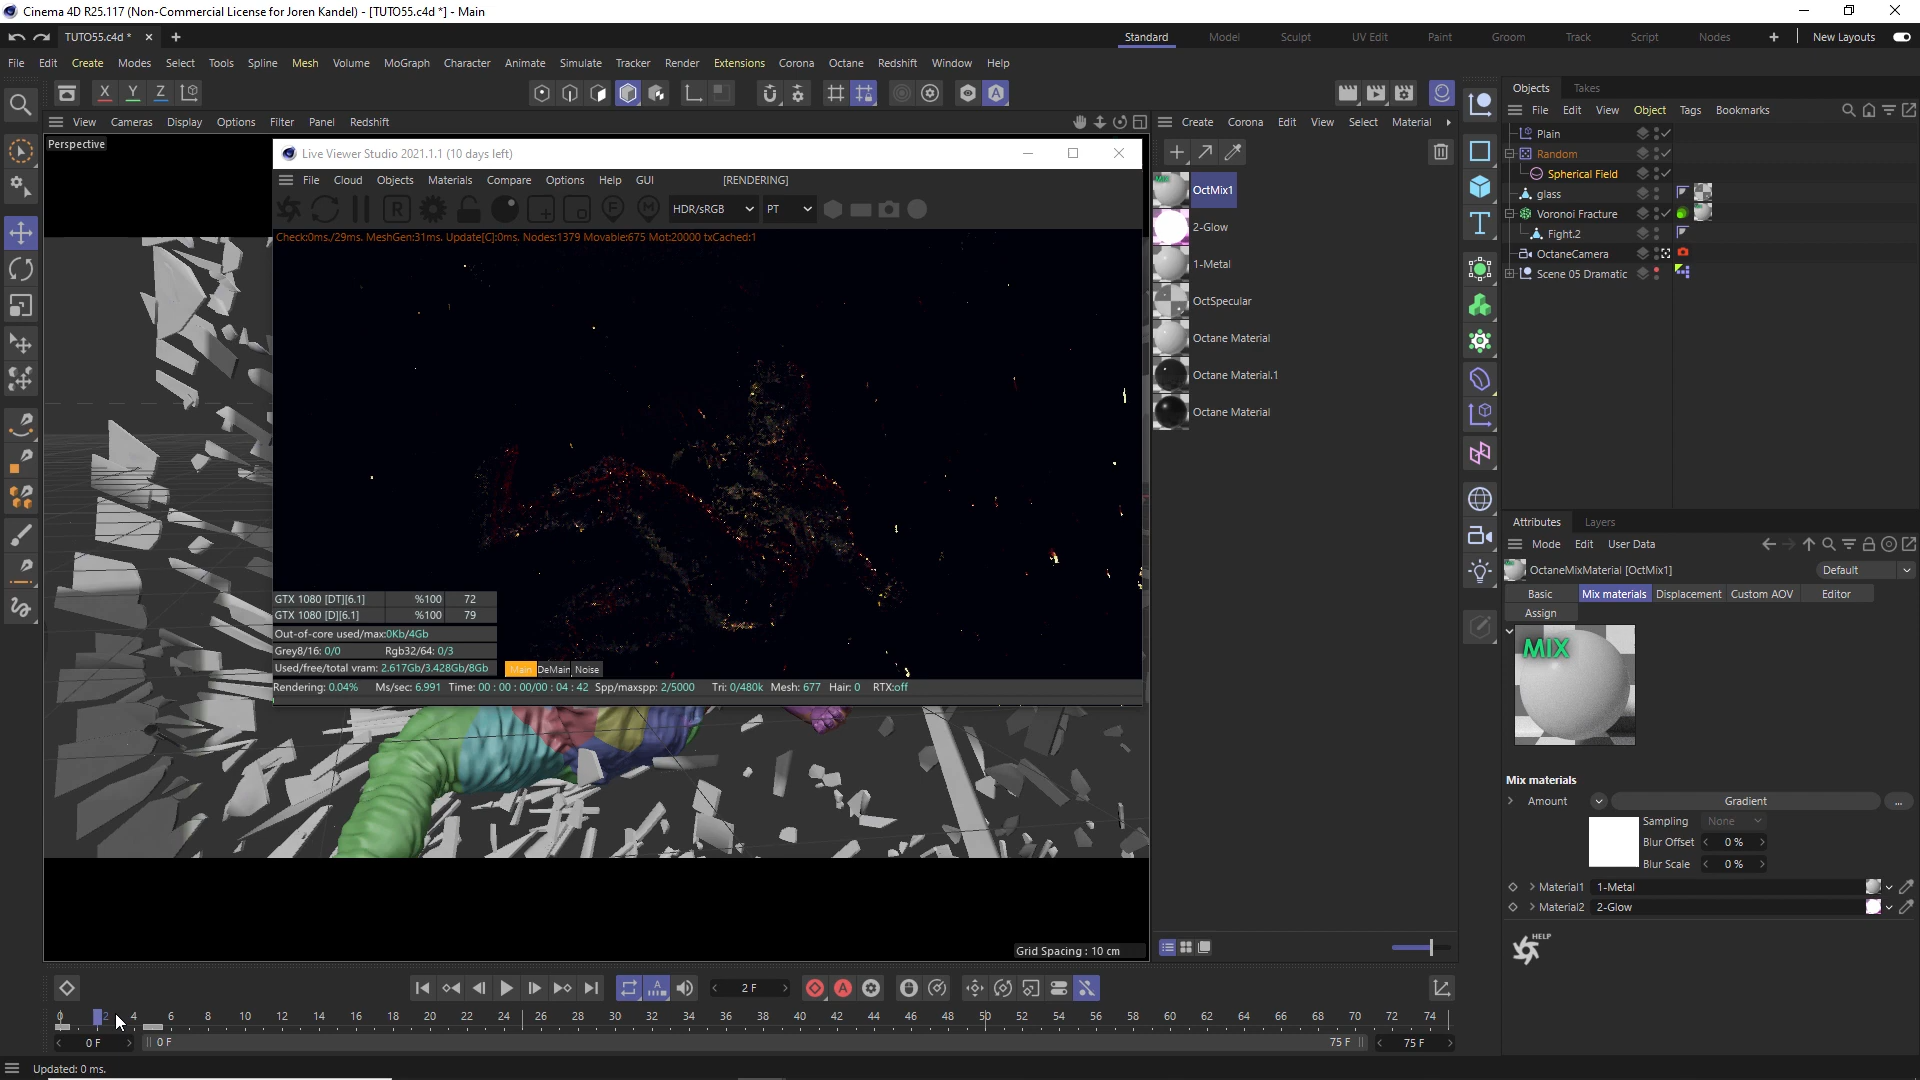 Cinema 4D R25.117 (Non-Commercial License for Joren Kandel) - [TUTO55.c4d *] - Main
TUTO55.c4d *
Standard Model Sculpt UV Edit Paint Groom Track Script Nodes New Layouts
File Edit Create Modes Select Tools Spline Mesh Volume MoGraph Character Animate Simulate Tracker Render Extensions Corona Octane Redshift Window Help
X Y Z
Objects Takes
File Edit View Object Tags Bookmarks
View Cameras Display Options Filter Panel Redshift
Create Corona Edit View Select Material
Perspective
Live Viewer Studio 2021.1.1 (10 days left)
File Cloud Objects Materials Compare Options Help GUI [RENDERING]
HDR/sRGB PT
Check:0ms./29ms. MeshGen:31ms. Update[C]:0ms. Nodes:1379 Movable:675 Mot:20000 txCached:1
GTX 1080 [DT][6.1] %100 72
GTX 1080 [D][6.1] %100 79
Out-of-core used/max:0Kb/4Gb
Grey8/16: 0/0 Rgb32/64: 0/3
Used/free/total vram: 2.617Gb/3.428Gb/8Gb
Main DeMain Noise
Rendering: 0.04% Ms/sec: 6.991 Time: 00 : 00 : 00/00 : 04 : 42 Spp/maxspp: 2/5000 Tri: 0/480k Mesh: 677 Hair: 0 RTX:off
Grid Spacing : 10 cm
OctMix1
2-Glow
1-Metal
OctSpecular
Octane Material
Octane Material.1
Octane Material
Plain
Random
Spherical Field
glass
Voronoi Fracture
Fight.2
OctaneCamera
Scene 05 Dramatic
Attributes Layers
Mode Edit User Data
OctaneMixMaterial [OctMix1] Default
Basic Mix materials Displacement Custom AOV Editor
Assign
MIX
Mix materials
Amount Gradient ...
Sampling None
Blur Offset 0 %
Blur Scale 0 %
Material1 1-Metal
Material2 2-Glow
HELP
2 F
0 2 4 6 8 10 12 14 16 18 20 22 24 26 28 30 32 34 36 38 40 42 44 46 48 50 52 54 56 58 60 62 64 66 68 70 72 74
0 F 0 F 75 F 75 F
Updated: 0 ms.